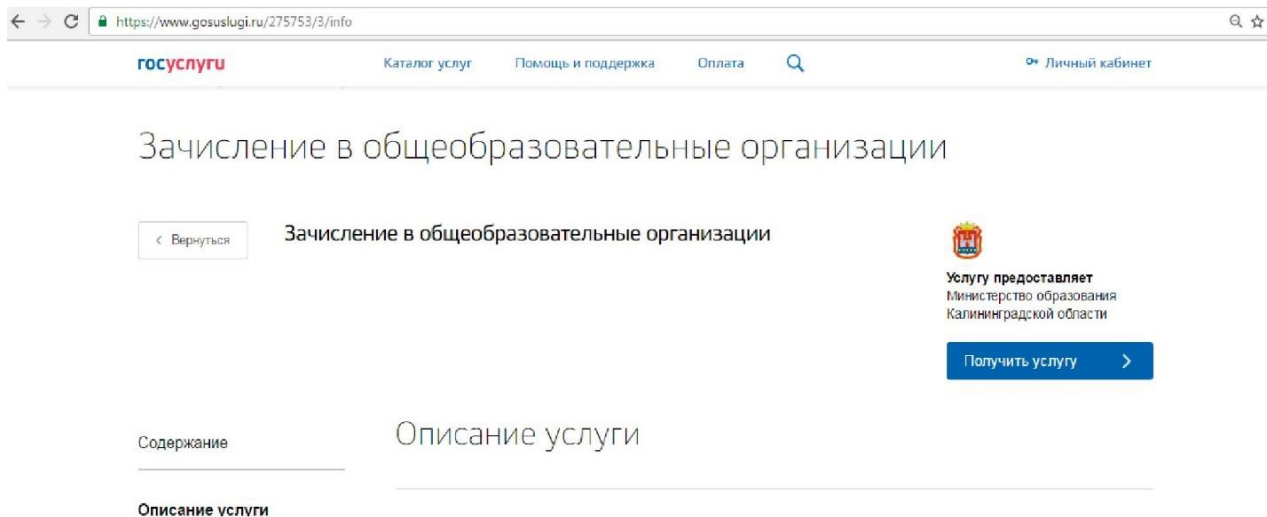 https://www.gosuslugi.ru/275753/3/info
госуслуги Каталог услуг Помощь и поддержка Оплата Личный кабинет
Зачисление в общеобразовательные организации
Вернуться Зачисление в общеобразовательные организации
Услугу предоставляет
Министерство образования
Калининградской области
Получить услугу
Содержание Описание услуги
Описание услуги